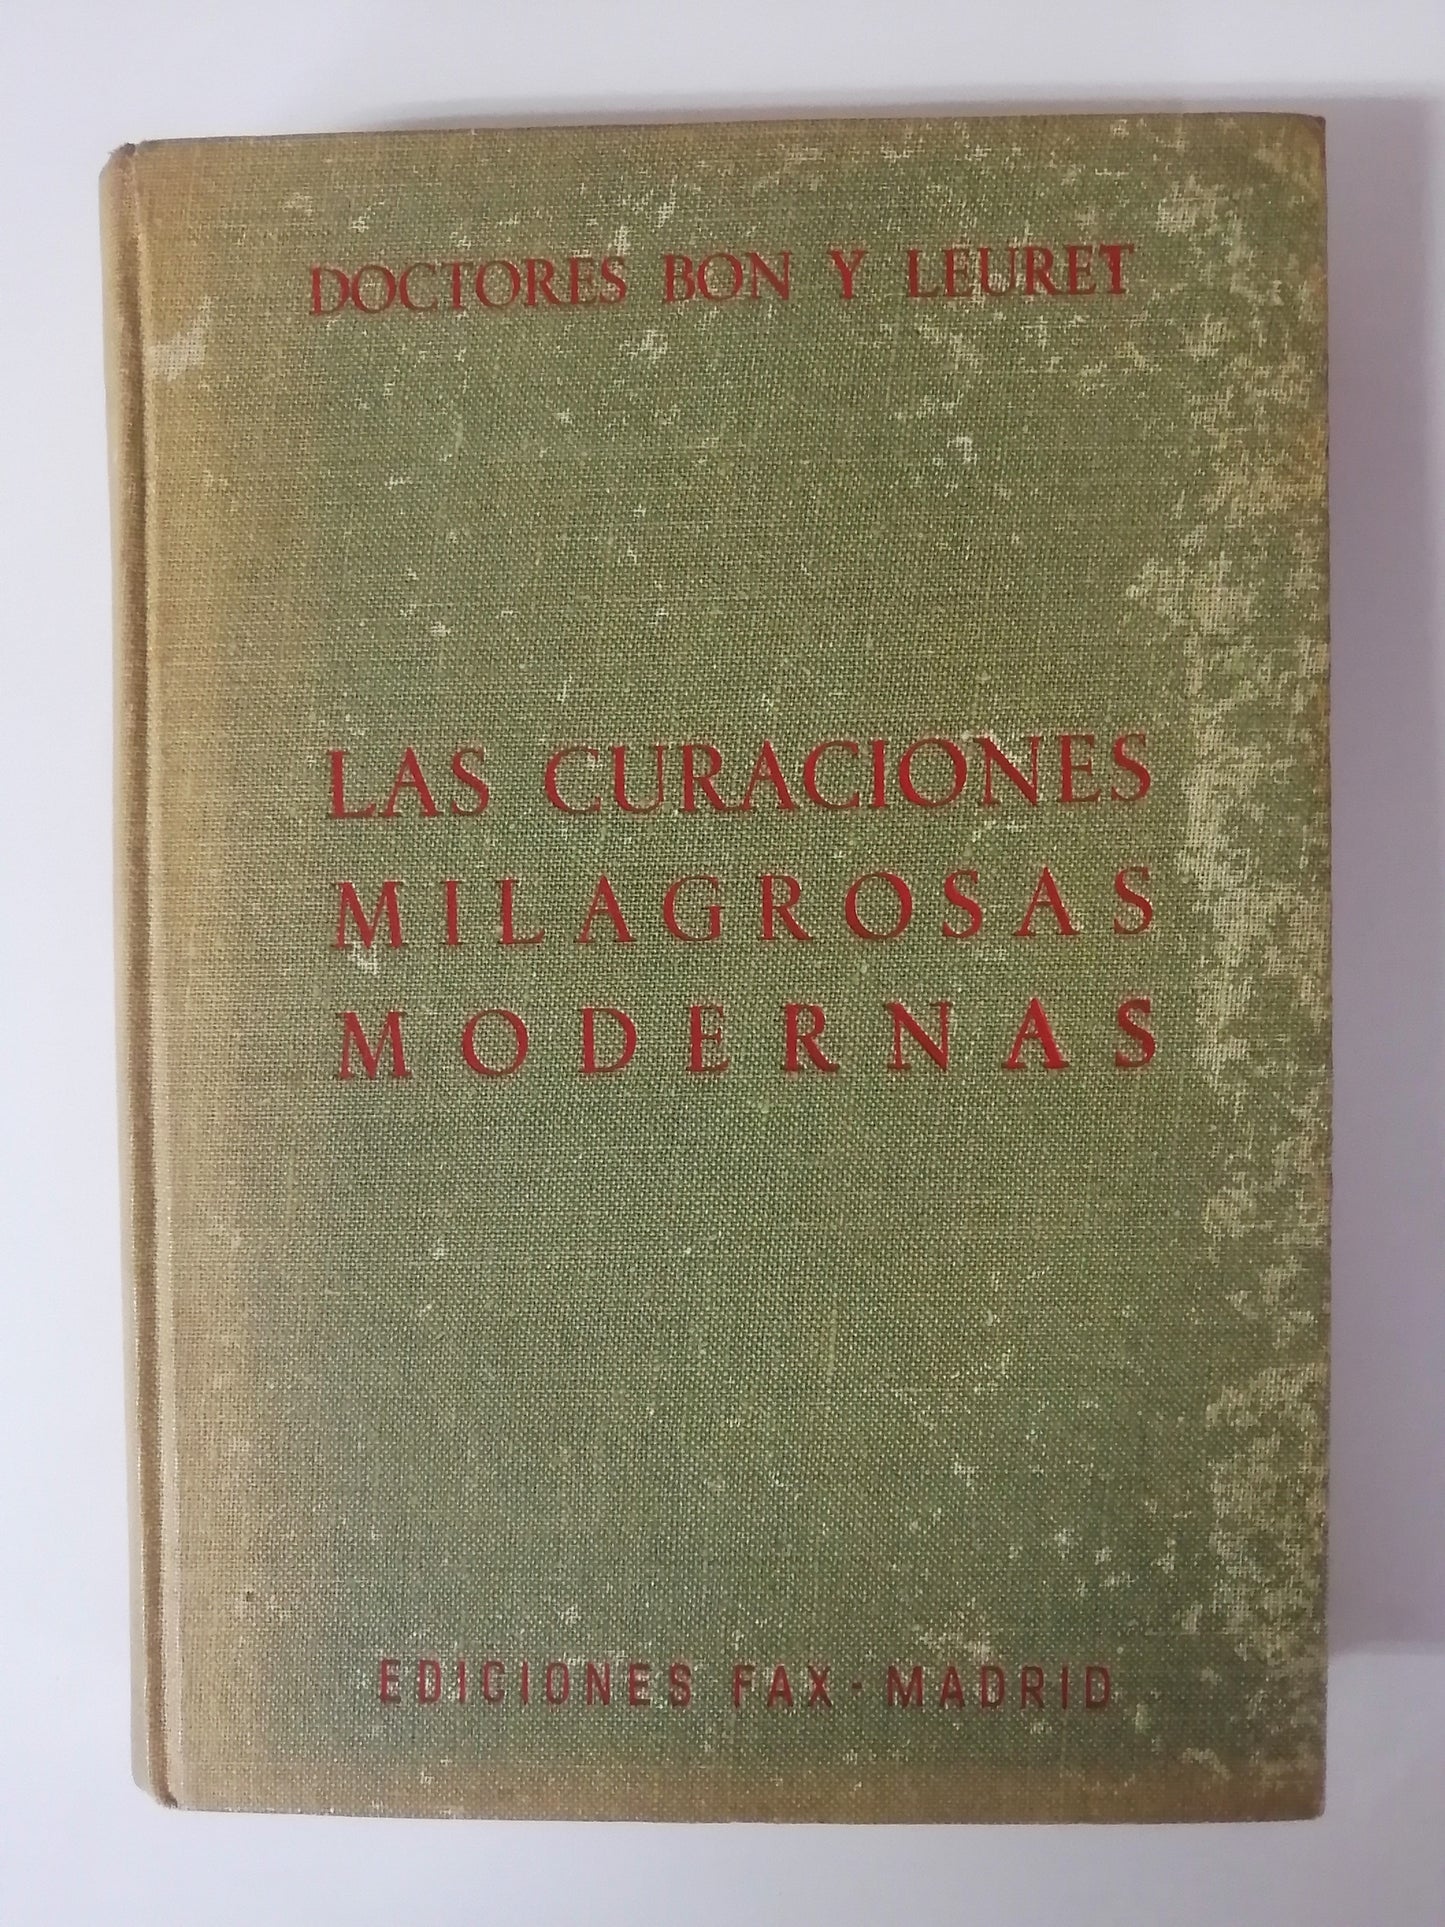 DOCTORES BON Y LEURET
LAS CURACIONES
MILAGROSAS
MODERNAS
EDICIONES FAX - MADRID